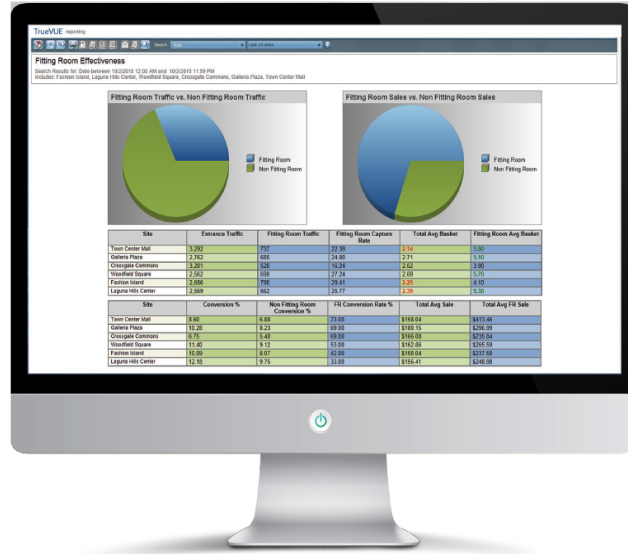 TrueVUE reporting
Search Site Last 14 days
Fitting Room Effectiveness
Search Results for: Date between 10/2/2015 12:00 AM and 10/2/2015 11:59 PM
Includes: Fashion Island, Laguna Hills Center, Woodfield Square, Crossgate Commons, Galleria Plaza, Town Center Mall
Fitting Room Traffic vs. Non Fitting Room Traffic
Fitting Room
Non Fitting Room
Fitting Room Sales vs. Non Fitting Room Sales
Fitting Room
Non Fitting Room
Site Entrance Traffic Fitting Room Traffic Fitting Room Capture Rate Total Avg Basket Fitting Room Avg Basket
Town Center Mall 3,292 737 22.39 2.14
Galleria Plaza 2,762 685 24.80 2.71 5.10
Crossgate Commons 3,201 520 16.24 2.62 3.90
Woodfield Square 2,562 698 27.24 2.69 5.70
Fashion Island 2,686 790 29.41 2.29 4.10
Laguna Hills Center 2,569 662 25.77 2.39 5.30
Site Conversion % Non Fitting Room Conversion % FR Conversion Rate % Total Avg Sale Total Avg FR Sale
Town Center Mall 8.60 6.88 73.00 $158.04 $413.46
Galleria Plaza 10.28 8.23 69.00 $180.15 $296.99
Crossgate Commons 6.75 5.40 69.00 $166.08 $235.84
Woodfield Square 11.40 9.12 53.00 $162.86 $265.59
Fashion Island 10.09 8.07 42.00 $160.04 $237.58
Laguna Hills Center 12.18 9.75 33.00 $156.41 $248.98